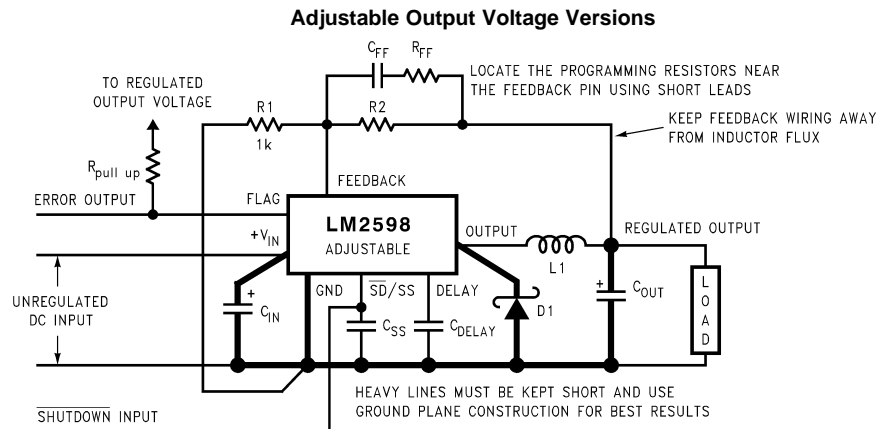 Adjustable Output Voltage Versions
CFF
RFF
LOCATE THE PROGRAMMING RESISTORS NEAR
THE FEEDBACK PIN USING SHORT LEADS
TO REGULATED
OUTPUT VOLTAGE
R1
R2
KEEP FEEDBACK WIRING AWAY
FROM INDUCTOR FLUX
1k
Rpull up
FEEDBACK
ERROR OUTPUT
FLAG
LM2598
ADJUSTABLE
OUTPUT
REGULATED OUTPUT
+VIN
L1
UNREGULATED
DC INPUT
+
CIN
GND
SD/SS
DELAY
CSS
CDELAY
D1
+
COUT
LOAD
HEAVY LINES MUST BE KEPT SHORT AND USE
GROUND PLANE CONSTRUCTION FOR BEST RESULTS
SHUTDOWN INPUT